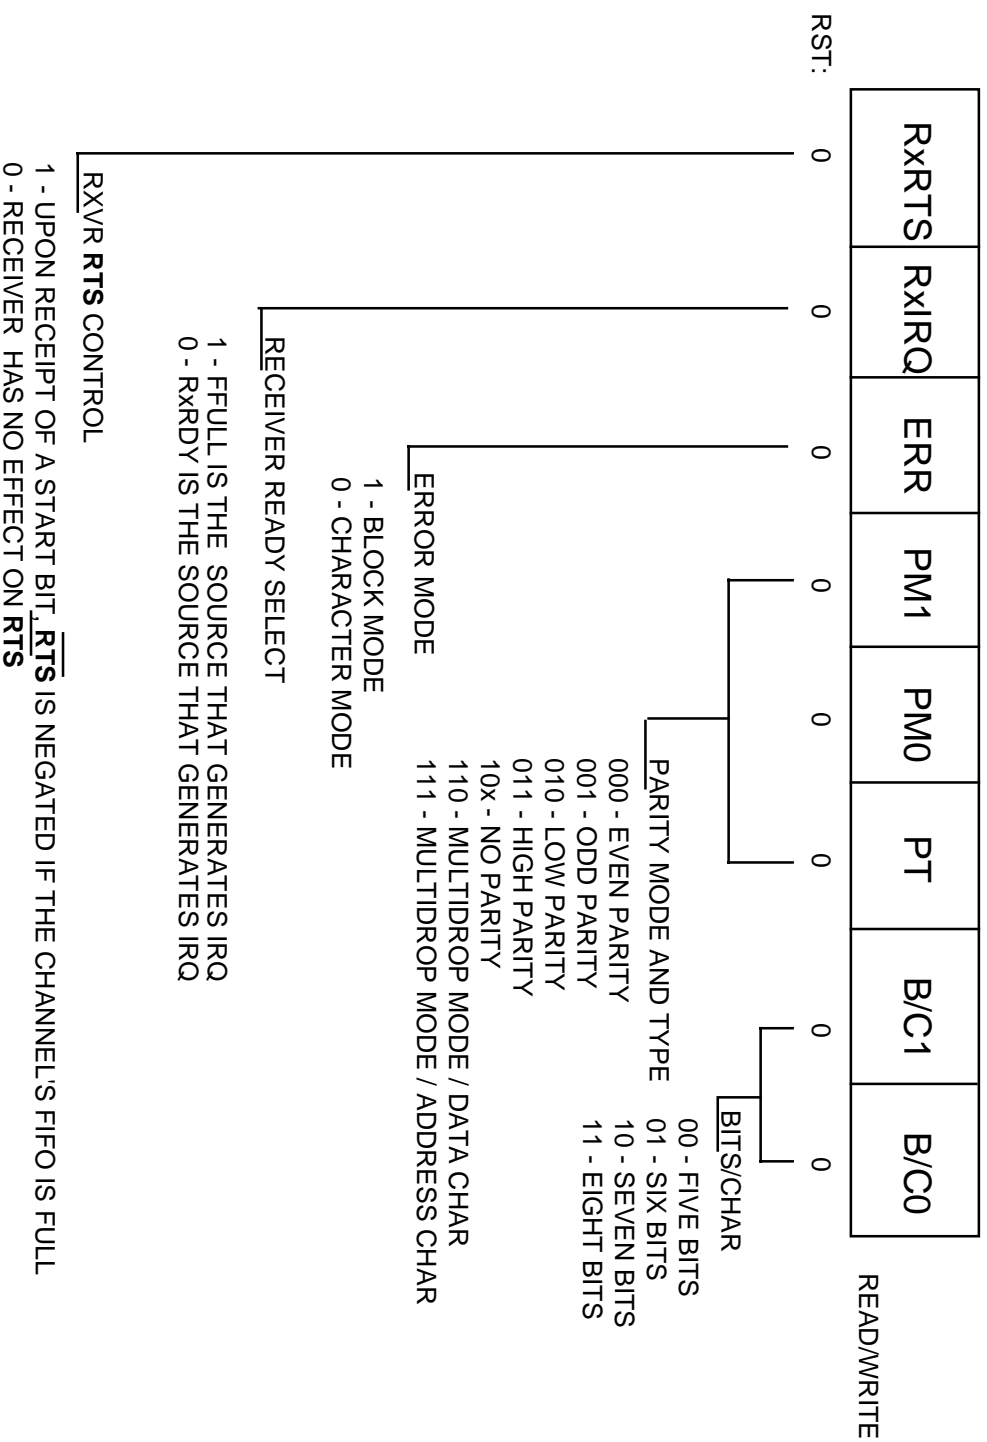 RxRTS RxIRQ ERR PM1 PM0 PT B/C1 B/C0
READ/WRITE
RST: 0 0 0 0 0 0 0 0
BITS/CHAR
00 - FIVE BITS
01 - SIX BITS
10 - SEVEN BITS
11 - EIGHT BITS
PARITY MODE AND TYPE
000 - EVEN PARITY
001 - ODD PARITY
010 - LOW PARITY
011 - HIGH PARITY
10x - NO PARITY
110 - MULTIDROP MODE / DATA CHAR
111 - MULTIDROP MODE / ADDRESS CHAR
ERROR MODE
1 - BLOCK MODE
0 - CHARACTER MODE
RECEIVER READY SELECT
1 - FFULL IS THE SOURCE THAT GENERATES IRQ
0 - RxRDY IS THE SOURCE THAT GENERATES IRQ
RXVR RTS CONTROL
1 - UPON RECEIPT OF A START BIT, RTS IS NEGATED IF THE CHANNEL'S FIFO IS FULL
0 - RECEIVER HAS NO EFFECT ON RTS